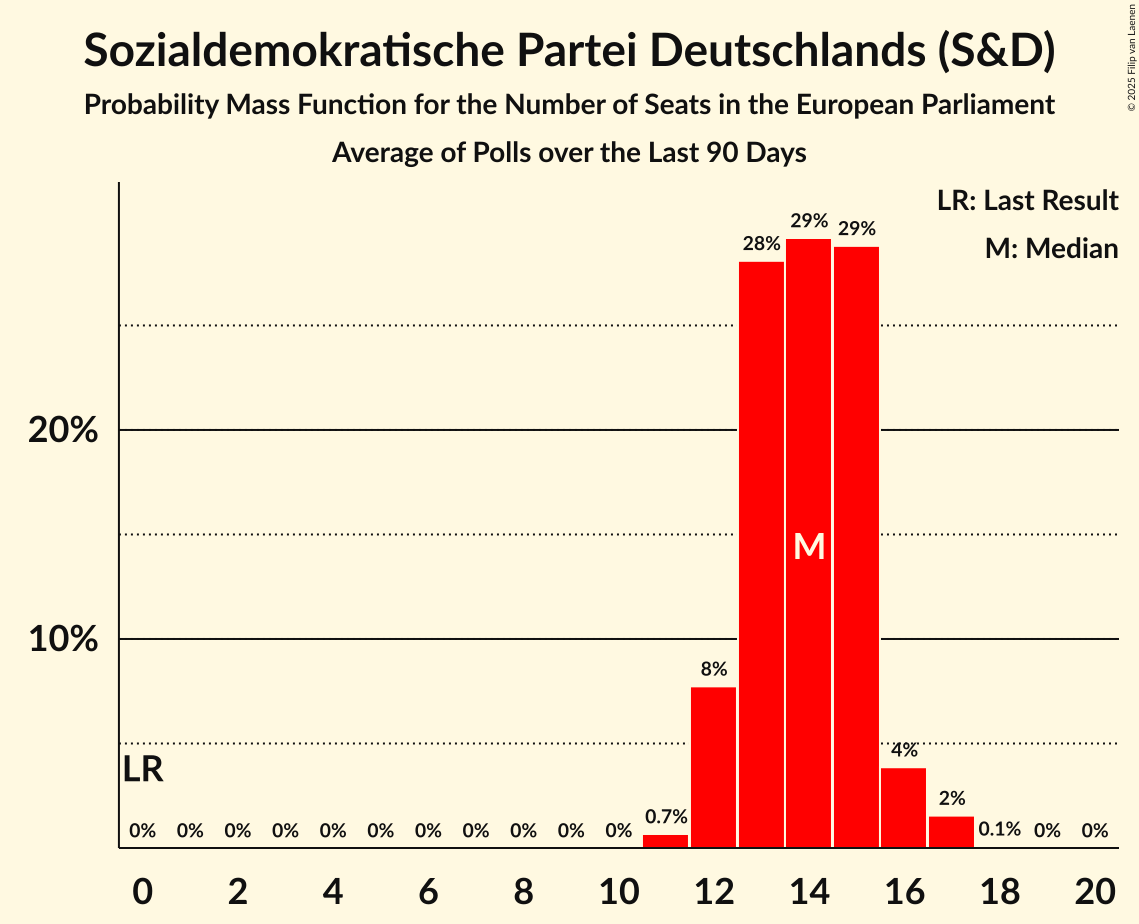 Sozialdemokratische Partei Deutschlands (S&D)
Probability Mass Function for the Number of Seats in the European Parliament
Average of Polls over the Last 90 Days
© 2025 Filip van Laenen
LR: Last Result
M: Median
29%
29%
28%
20%
M
10%
8%
4%
LR
2%
0.7%
0% 0% 0% 0% 0% 0% 0% 0% 0% 0% 0% 0.1% 0% 0%
0 2 4 6 8 10 12 14 16 18 20